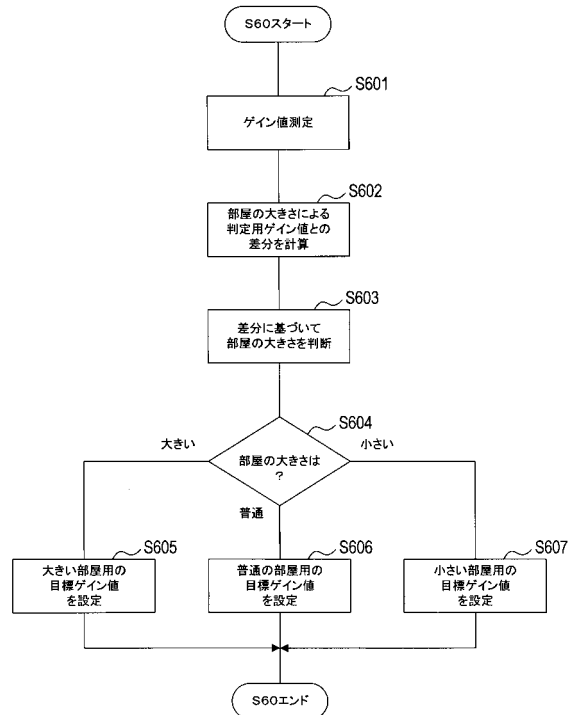 S60スタート
S601
ゲイン値測定
S602
部屋の大きさによる
判定用ゲイン値との
差分を計算
S603
差分に基づいて
部屋の大きさを判断
S604
大きい
小さい
部屋の大きさは
?
普通
S605
S606
S607
大きい部屋用の
目標ゲイン値
を設定
普通の部屋用の
目標ゲイン値
を設定
小さい部屋用の
目標ゲイン値
を設定
S60エンド